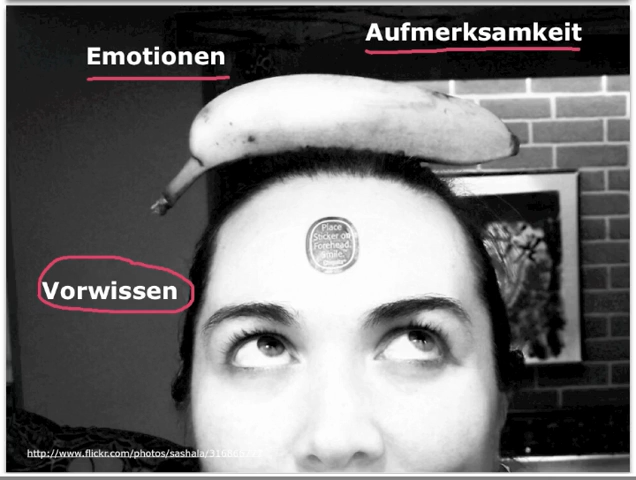 Aufmerksamkeit
Emotionen
Place
Sticker on
Forehead.
Smile.
Vorwissen
http://www.flickr.com/photos/sashala/